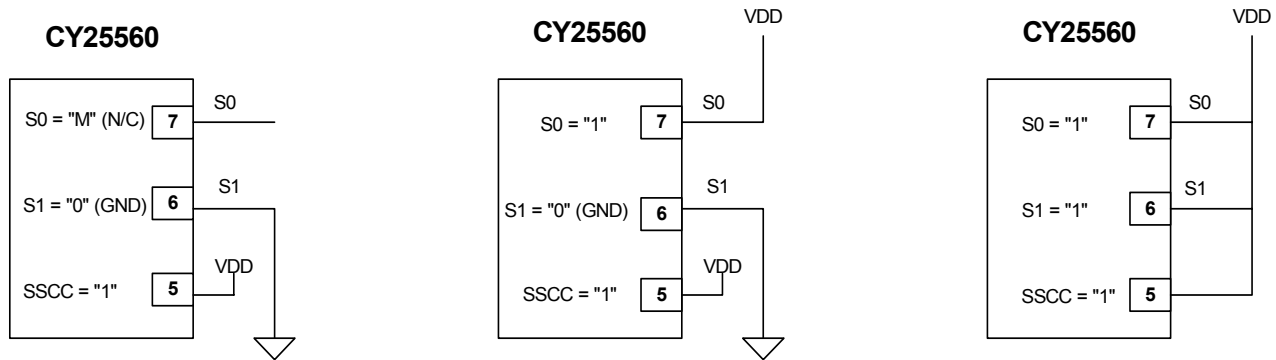 CY25560
S0 = "M" (N/C)
7
S0
S1 = "0" (GND)
6
S1
SSCC = "1"
5
VDD
CY25560
VDD
S0 = "1"
7
S0
S1 = "0" (GND)
6
S1
SSCC = "1"
5
VDD
CY25560
VDD
S0 = "1"
7
S0
S1 = "1"
6
S1
SSCC = "1"
5